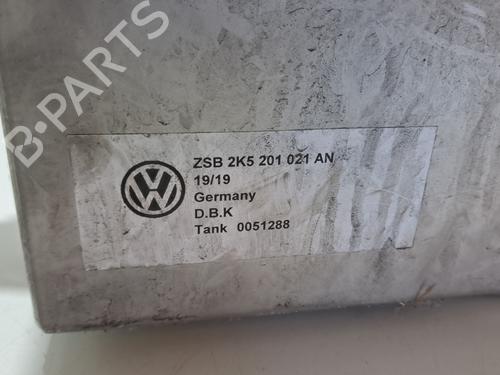 B-PARTS
ZSB 2K5 201 021 AN
19/19
Germany
D.B.K
Tank 0051288